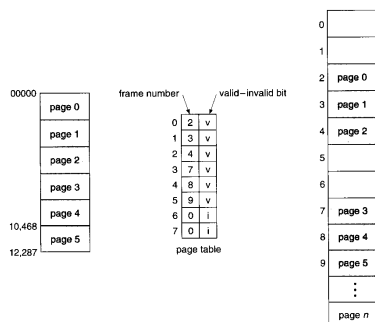 00000
page 0
page 1
page 2
page 3
page 4
10,468
page 5
12,287
frame number
valid–invalid bit
0 2 v
1 3 v
2 4 v
3 7 v
4 8 v
5 9 v
6 0 i
7 0 i
page table
0
1
2 page 0
3 page 1
4 page 2
5
6
7 page 3
8 page 4
9 page 5
page n